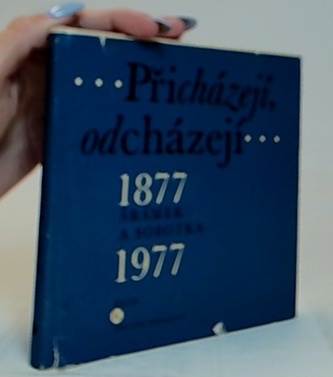 ...Přicházejí,
odcházejí...
1877
ŠRÁMEK
A SOBOTKA
1977